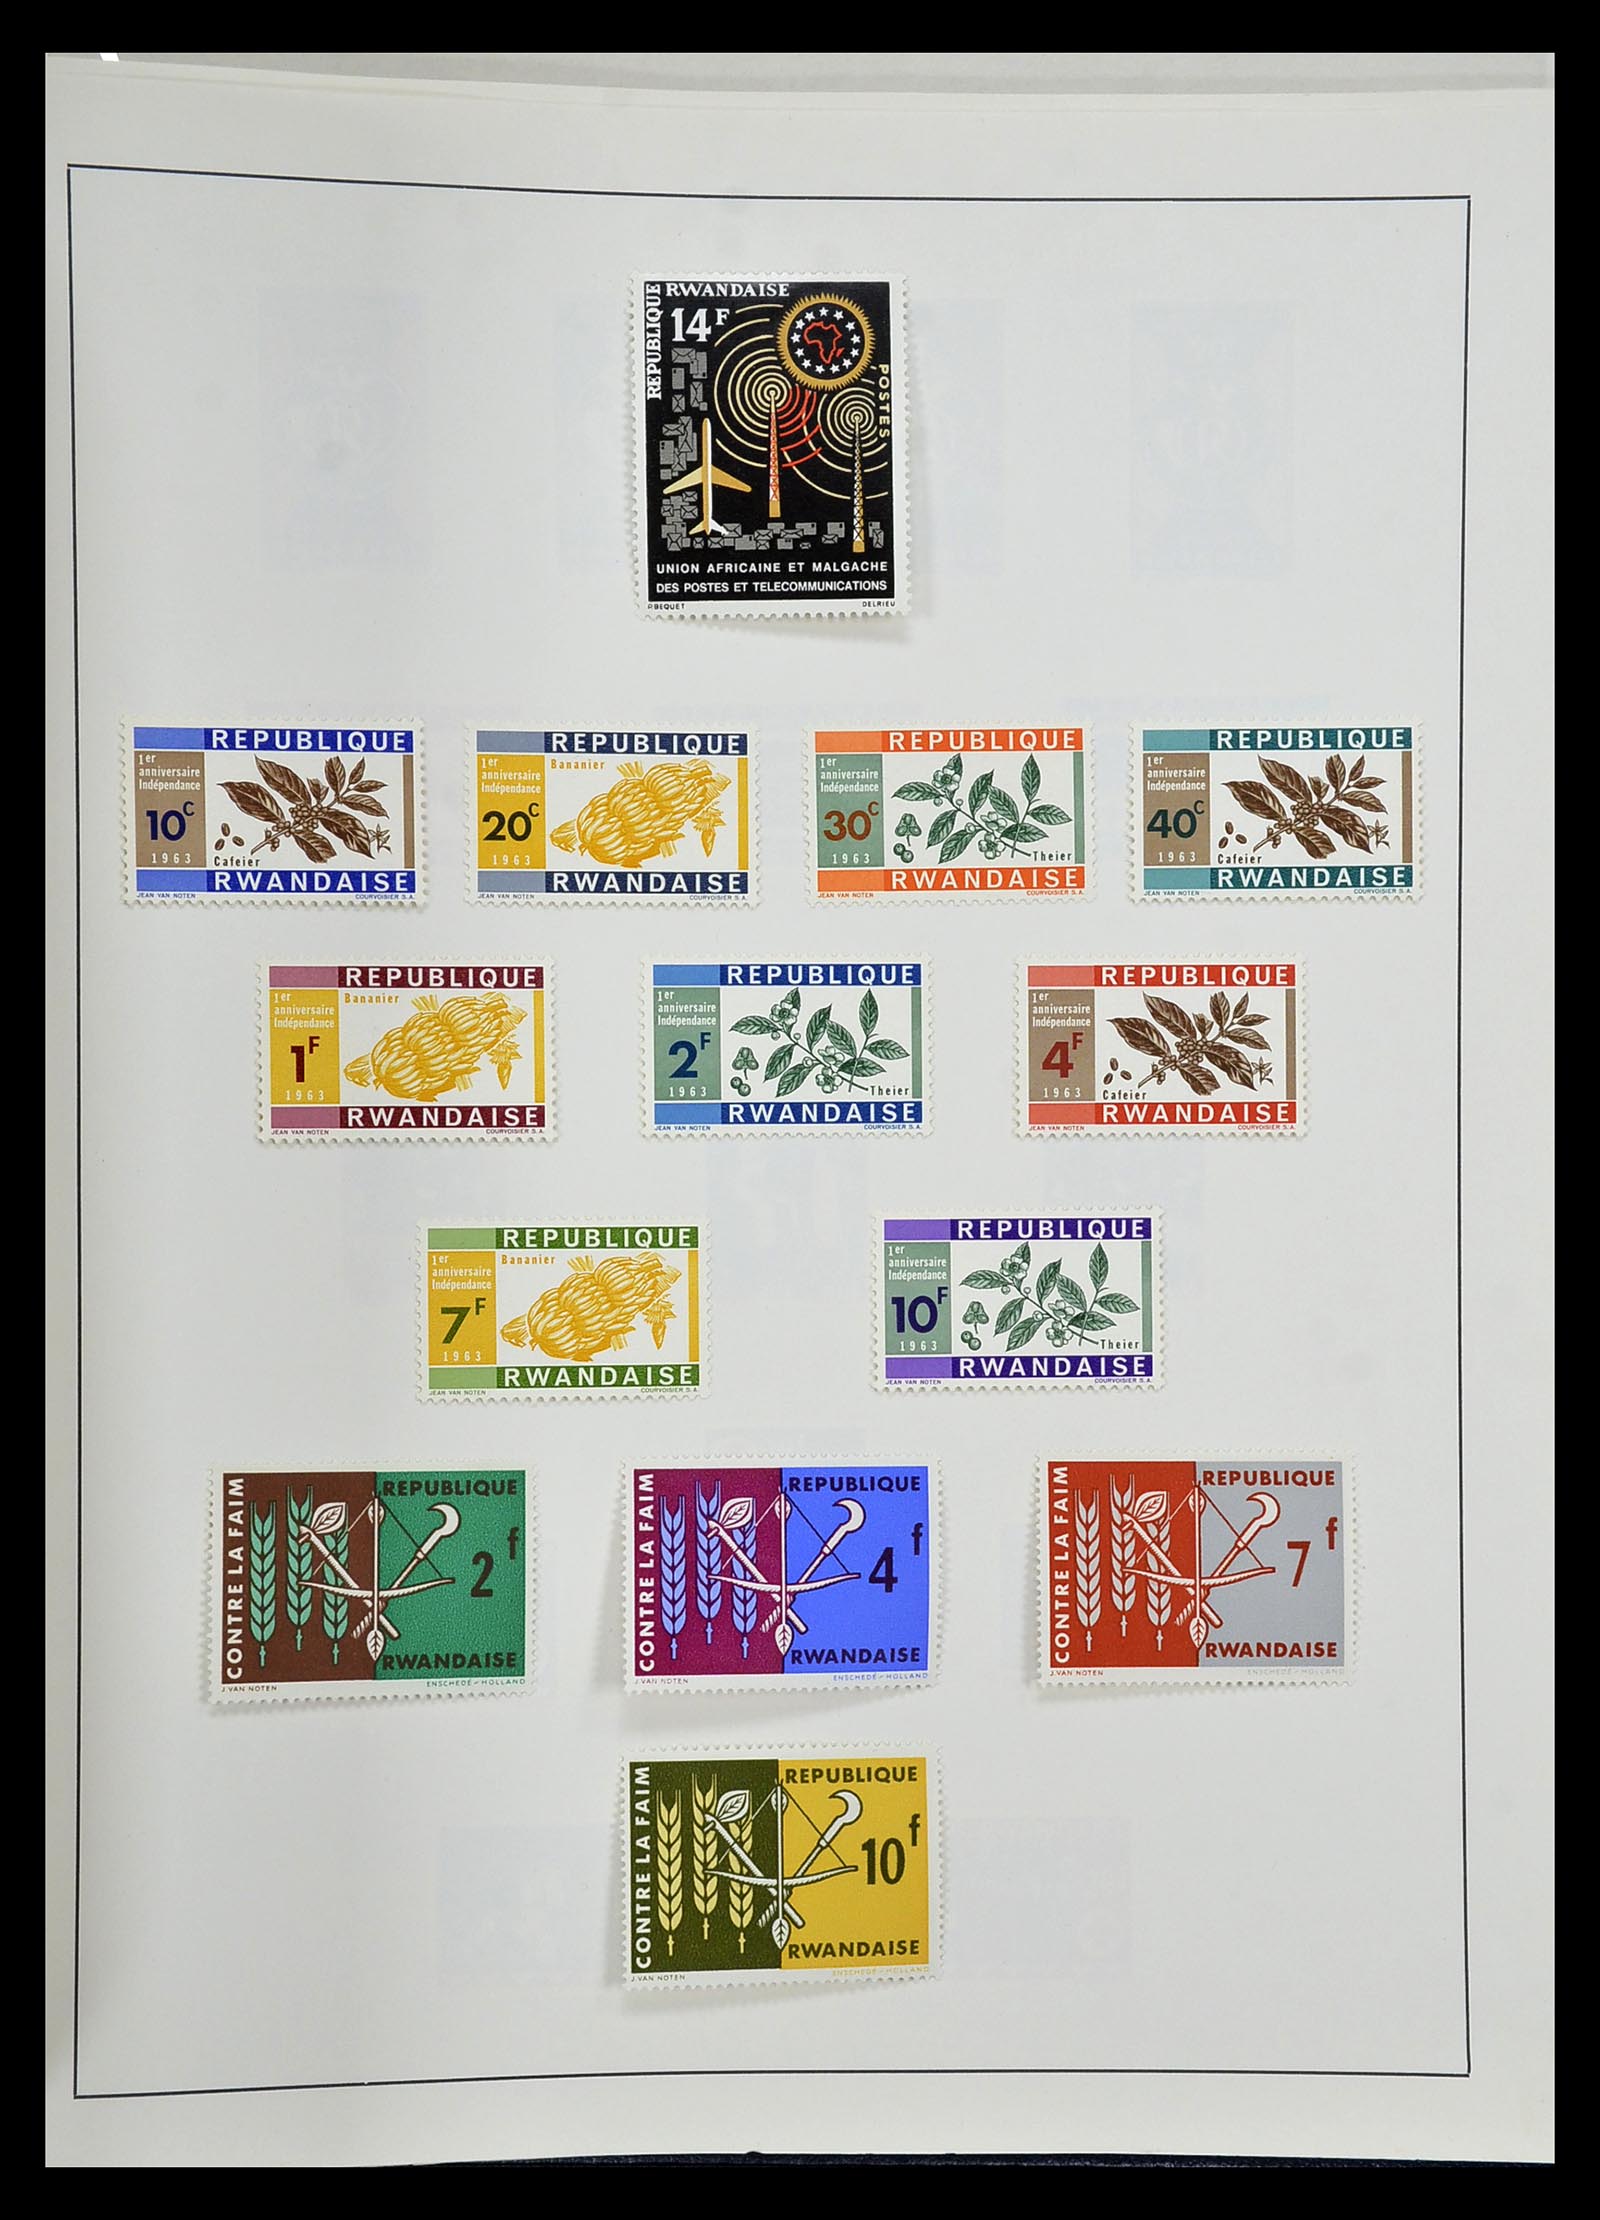 REPUBLIQUE RWANDAISE
14F
POSTES
UNION AFRICAINE ET MALGACHE
DES POSTES ET TELECOMMUNICATIONS
P.BEQUET DELRIEU
REPUBLIQUE
1er
anniversaire
Indépendance
10C
1963
Cafeier
RWANDAISE
JEAN VAN NOTEN COURVOISIER S.A.
REPUBLIQUE
1er
anniversaire
Indépendance
Bananier
20C
1963
RWANDAISE
JEAN VAN NOTEN COURVOISIER S.A.
REPUBLIQUE
1er
anniversaire
Indépendance
30C
1963
Theier
RWANDAISE
JEAN VAN NOTEN COURVOISIER S.A.
REPUBLIQUE
1er
anniversaire
Indépendance
40C
1963
Cafeier
RWANDAISE
JEAN VAN NOTEN COURVOISIER S.A.
REPUBLIQUE
1er
anniversaire
Indépendance
Bananier
1F
1963
RWANDAISE
JEAN VAN NOTEN COURVOISIER S.A.
REPUBLIQUE
1er
anniversaire
Indépendance
2F
1963
Theier
RWANDAISE
JEAN VAN NOTEN COURVOISIER S.A.
REPUBLIQUE
1er
anniversaire
Indépendance
4F
1963
Cafeier
RWANDAISE
JEAN VAN NOTEN COURVOISIER S.A.
REPUBLIQUE
1er
anniversaire
Indépendance
Bananier
7F
1963
RWANDAISE
JEAN VAN NOTEN COURVOISIER S.A.
REPUBLIQUE
1er
anniversaire
Indépendance
10F
1963
Theier
RWANDAISE
JEAN VAN NOTEN COURVOISIER S.A.
CONTRE LA FAIM
REPUBLIQUE
2f
RWANDAISE
J.VAN NOTEN ENSCHEDÉ-HOLLAND
CONTRE LA FAIM
REPUBLIQUE
4f
RWANDAISE
J.VAN NOTEN ENSCHEDÉ-HOLLAND
CONTRE LA FAIM
REPUBLIQUE
7f
RWANDAISE
J.VAN NOTEN ENSCHEDÉ-HOLLAND
CONTRE LA FAIM
REPUBLIQUE
10f
RWANDAISE
J.VAN NOTEN ENSCHEDÉ-HOLLAND